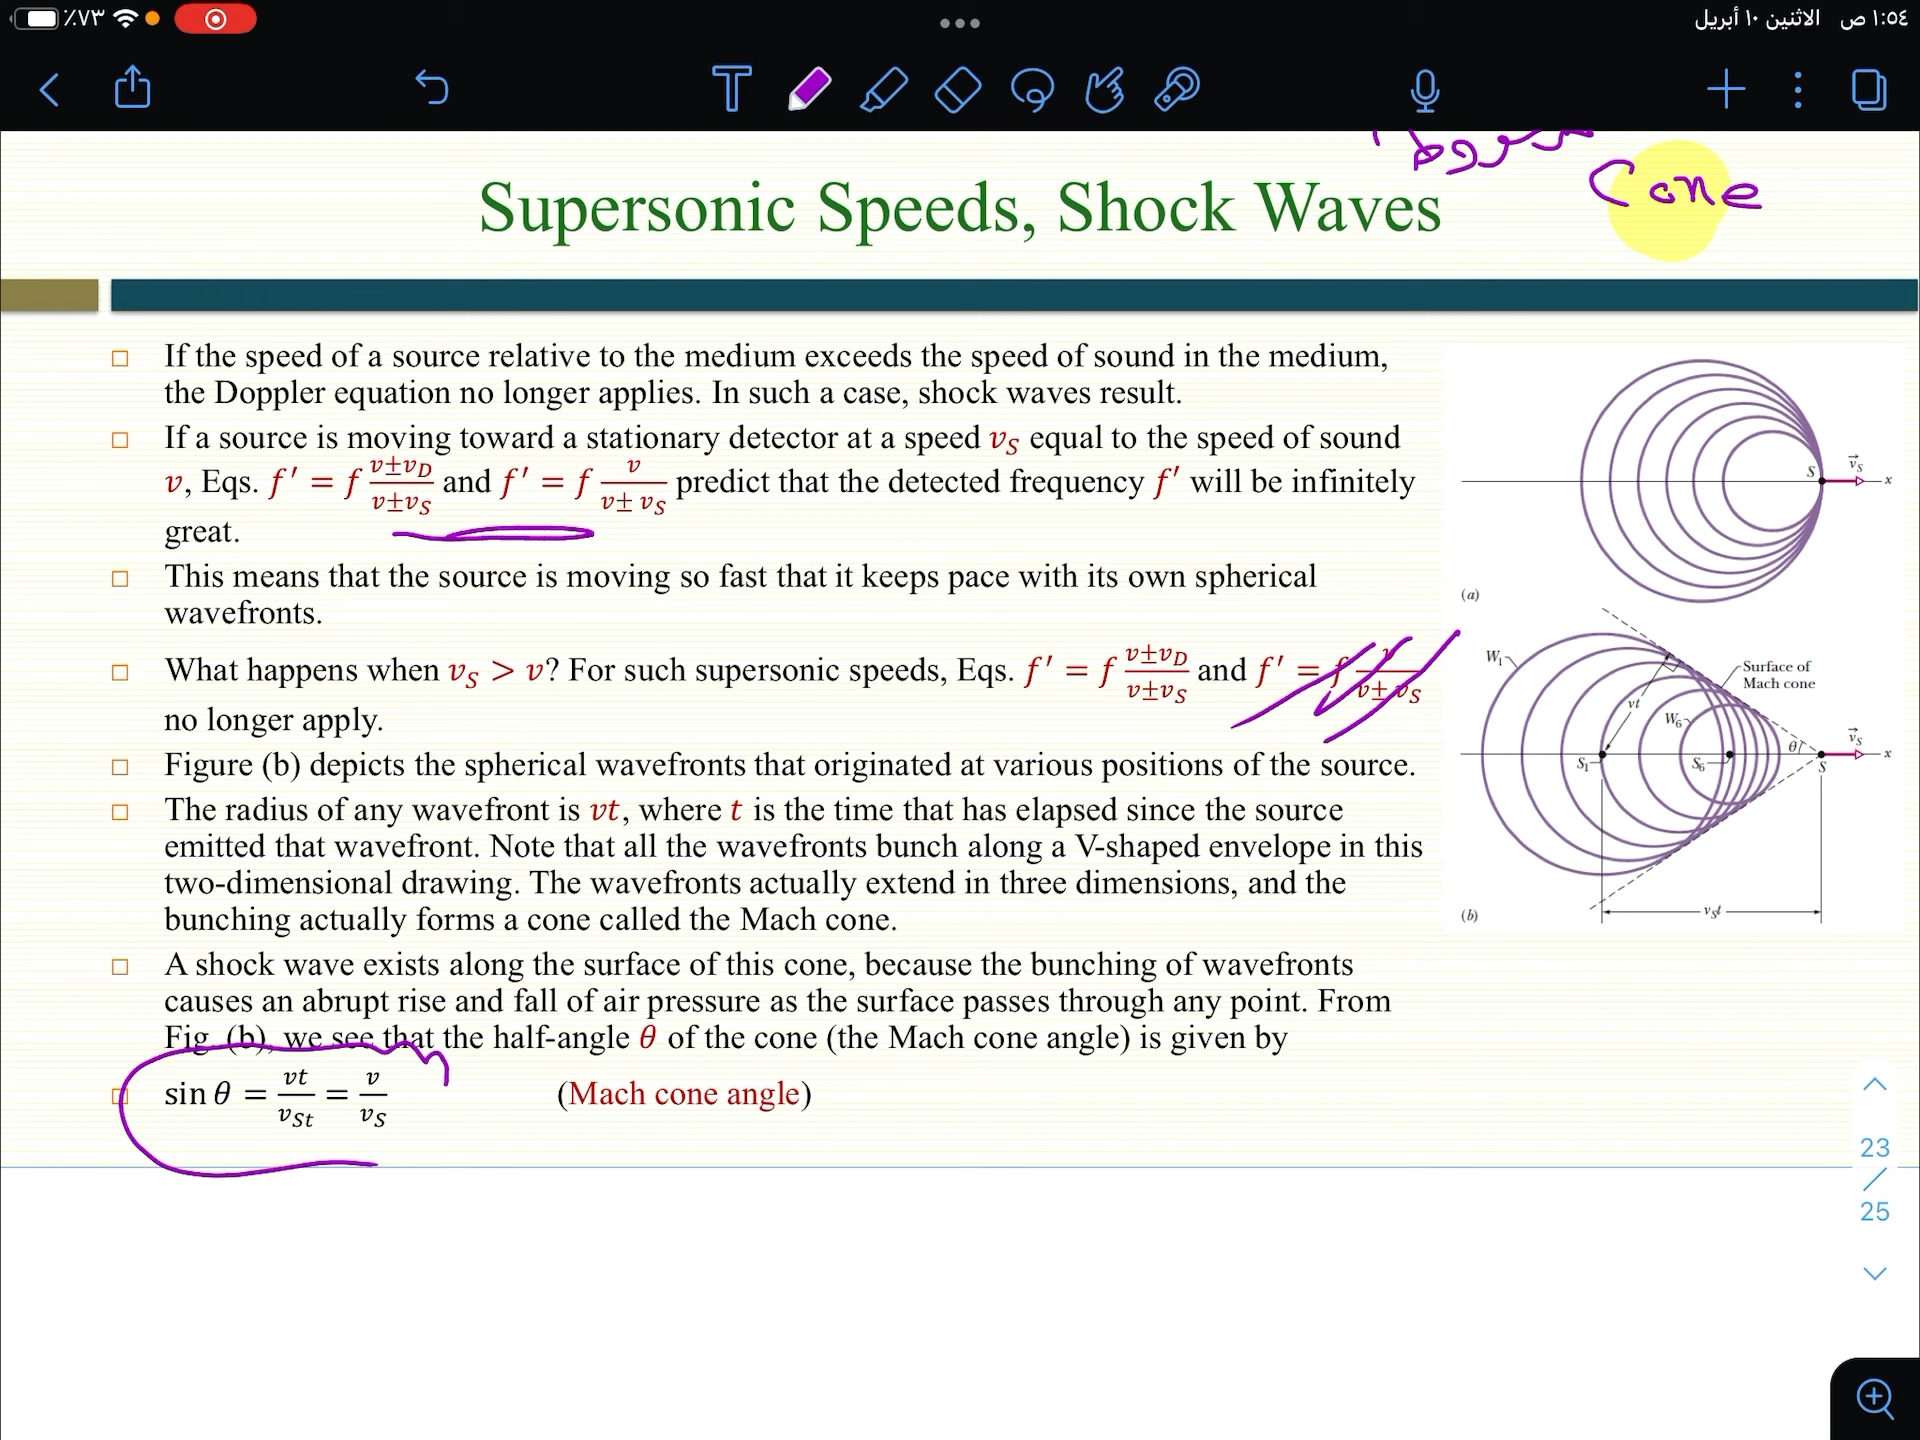 ٪٧٣
١:٥٤ ص الاثنين ١٠ أبريل
Cone
Supersonic Speeds, Shock Waves
If the speed of a source relative to the medium exceeds the speed of sound in the medium,
the Doppler equation no longer applies. In such a case, shock waves result.
If a source is moving toward a stationary detector at a speed v_S equal to the speed of sound
v, Eqs. f′ = f (v±v_D)/(v±v_S) and f′ = f v/(v± v_S) predict that the detected frequency f′ will be infinitely
great.
This means that the source is moving so fast that it keeps pace with its own spherical
wavefronts.
What happens when v_S > v? For such supersonic speeds, Eqs. f′ = f (v±v_D)/(v±v_S) and f′ = f v/(v± v_S)
no longer apply.
Figure (b) depicts the spherical wavefronts that originated at various positions of the source.
The radius of any wavefront is vt, where t is the time that has elapsed since the source
emitted that wavefront. Note that all the wavefronts bunch along a V-shaped envelope in this
two-dimensional drawing. The wavefronts actually extend in three dimensions, and the
bunching actually forms a cone called the Mach cone.
A shock wave exists along the surface of this cone, because the bunching of wavefronts
causes an abrupt rise and fall of air pressure as the surface passes through any point. From
Fig. (b), we see that the half-angle θ of the cone (the Mach cone angle) is given by
sin θ = vt/v_St = v/v_S (Mach cone angle)
S v_S x
(a)
W1
Surface of
Mach cone
vt
W6
θ v_S x
S1 S6 S
v_St
(b)
23
/
25